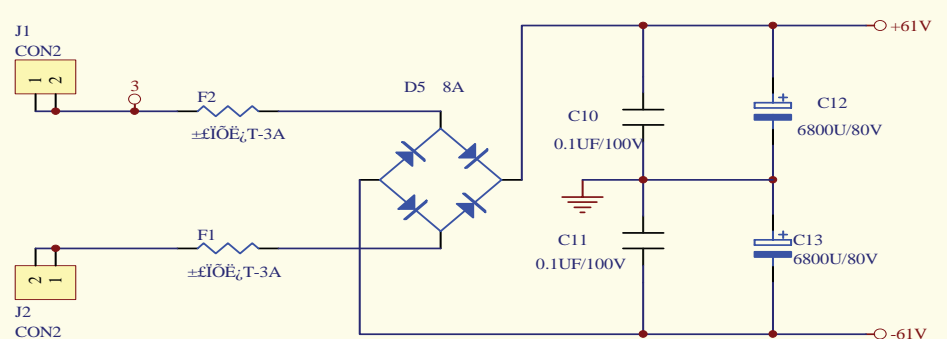 J1
CON2
1 2
3
F2
±£ÏÕË¿T-3A
D5 8A
+61V
C10
0.1UF/100V
C12
6800U/80V
F1
±£ÏÕË¿T-3A
C11
0.1UF/100V
C13
6800U/80V
2 1
J2
CON2
-61V